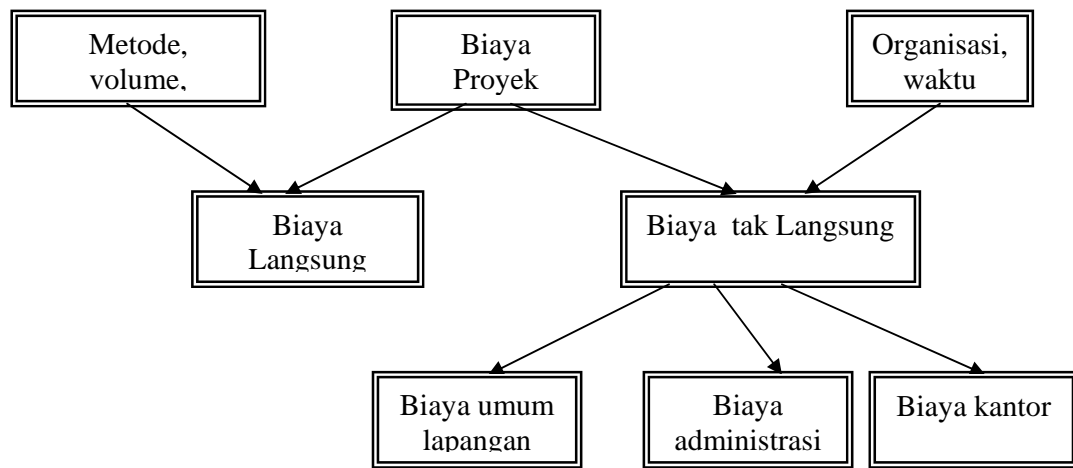 Metode,
volume,
Biaya
Proyek
Organisasi,
waktu
Biaya
Langsung
Biaya tak Langsung
Biaya umum
lapangan
Biaya
administrasi
Biaya kantor